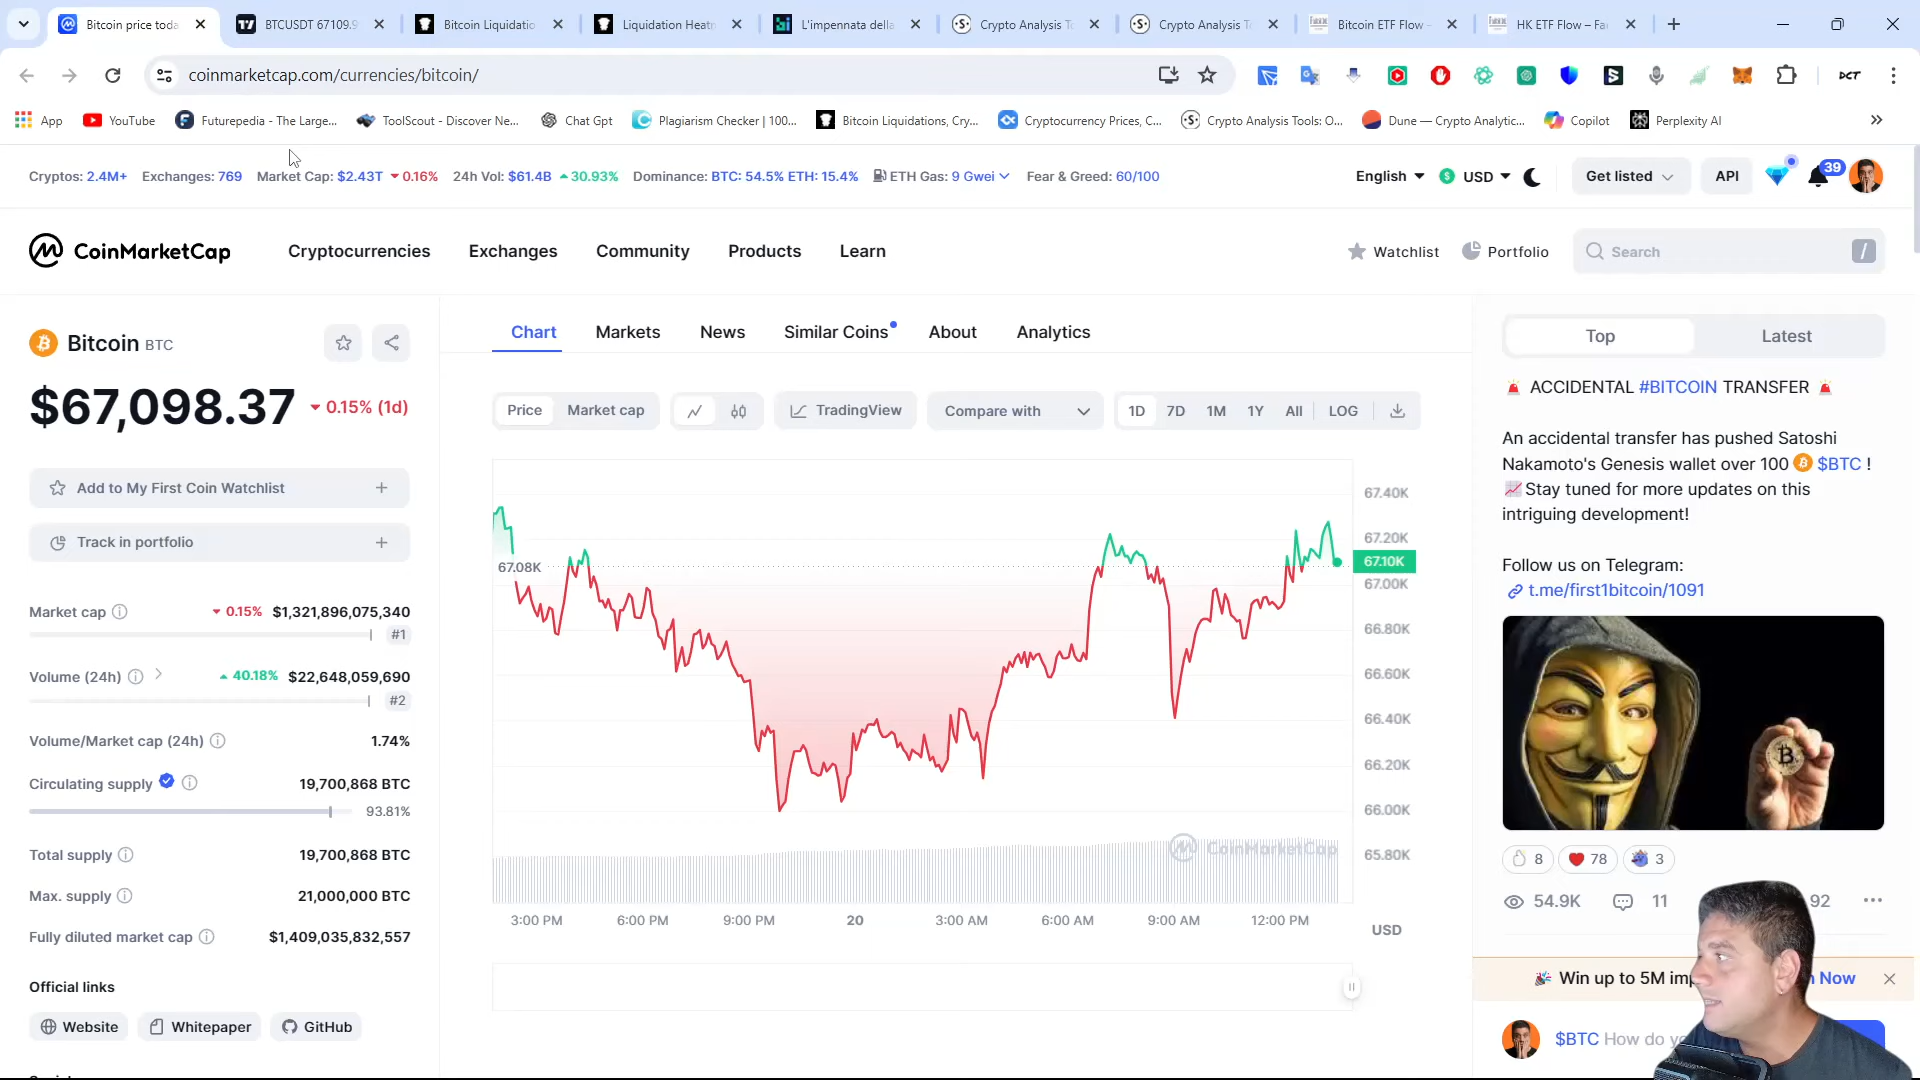 Bitcoin price toda
BTCUSDT 67109.9
Bitcoin Liquidatio
Liquidation Heatm
L'impennata della
Crypto Analysis To
Crypto Analysis To
Bitcoin ETF Flow –
HK ETF Flow – Fa
coinmarketcap.com/currencies/bitcoin/
App
YouTube
Futurepedia - The Large...
ToolScout - Discover Ne...
Chat Gpt
Plagiarism Checker | 100...
Bitcoin Liquidations, Cry...
Cryptocurrency Prices, C...
Crypto Analysis Tools: O...
Dune — Crypto Analytic...
Copilot
Perplexity AI
Cryptos: 2.4M+ Exchanges: 769 Market Cap: $2.43T 0.16% 24h Vol: $61.4B 30.93% Dominance: BTC: 54.5% ETH: 15.4% ETH Gas: 9 Gwei Fear & Greed: 60/100
English
USD
Get listed
API
39
CoinMarketCap
Cryptocurrencies
Exchanges
Community
Products
Learn
Watchlist
Portfolio
Search /
Bitcoin BTC
$67,098.37 0.15% (1d)
Add to My First Coin Watchlist +
Track in portfolio +
Market cap 0.15% $1,321,896,075,340
#1
Volume (24h) 40.18% $22,648,059,690
#2
Volume/Market cap (24h) 1.74%
Circulating supply 19,700,868 BTC
93.81%
Total supply 19,700,868 BTC
Max. supply 21,000,000 BTC
Fully diluted market cap $1,409,035,832,557
Official links
Website
Whitepaper
GitHub
Chart
Markets
News
Similar Coins
About
Analytics
Price
Market cap
TradingView
Compare with
1D 7D 1M 1Y All LOG
67.08K
67.40K
67.20K
67.10K
67.00K
66.80K
66.60K
66.40K
66.20K
66.00K
65.80K
CoinMarketCap
3:00 PM 6:00 PM 9:00 PM 20 3:00 AM 6:00 AM 9:00 AM 12:00 PM
USD
Top
Latest
🚨 ACCIDENTAL #BITCOIN TRANSFER 🚨
An accidental transfer has pushed Satoshi
Nakamoto's Genesis wallet over 100 $BTC !
📈Stay tuned for more updates on this
intriguing development!
Follow us on Telegram:
t.me/first1bitcoin/1091
8
78
3
54.9K
11
92
Win up to 5M
Now
$BTC How do